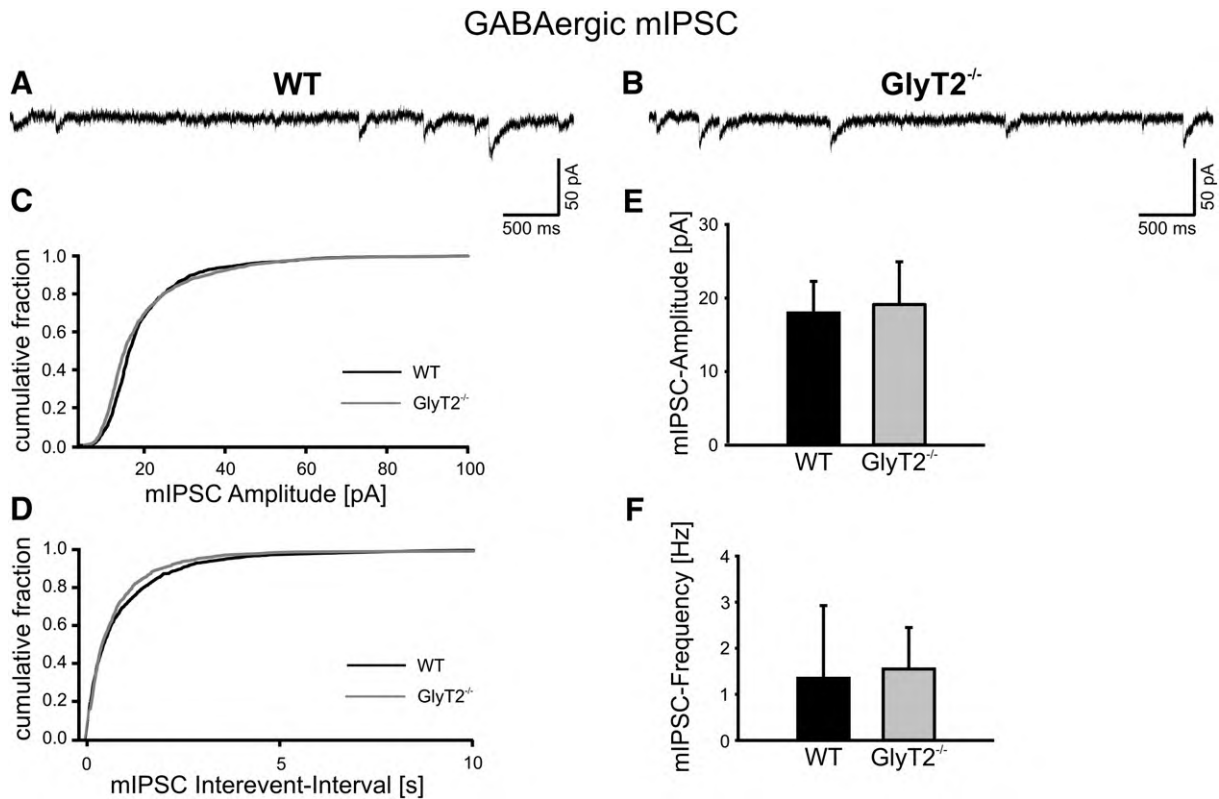 GABAergic mIPSC
A
WT
B
GlyT2-/-
50 pA
500 ms
50 pA
500 ms
C
cumulative fraction
1.0
0.8
0.6
0.4
0.2
0.0
WT
GlyT2-/-
20
40
60
80
100
mIPSC Amplitude [pA]
E
mIPSC-Amplitude [pA]
30
20
10
0
WT
GlyT2-/-
D
cumulative fraction
1.0
0.8
0.6
0.4
0.2
0.0
WT
GlyT2-/-
0
5
10
mIPSC Interevent-Interval [s]
F
mIPSC-Frequency [Hz]
4
3
2
1
0
WT
GlyT2-/-